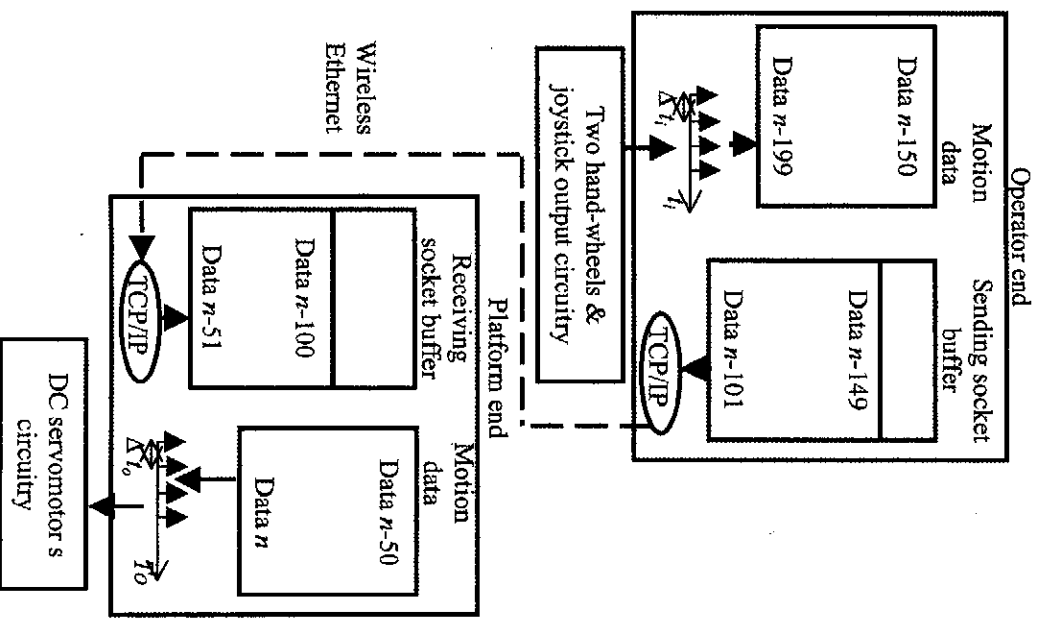 Operator end
Motion
data
Data n-150
Data n-199
Δti
Ti
Sending socket
buffer
Data n-149
Data n-101
TCP/IP
Two hand-wheels &
joystick output circuitry
Wireless
Ethernet
Platform end
Receiving
socket buffer
Data n-100
Data n-51
TCP/IP
Motion
data
Data n-50
Data n
Δto
To
DC servomotor s
circuitry